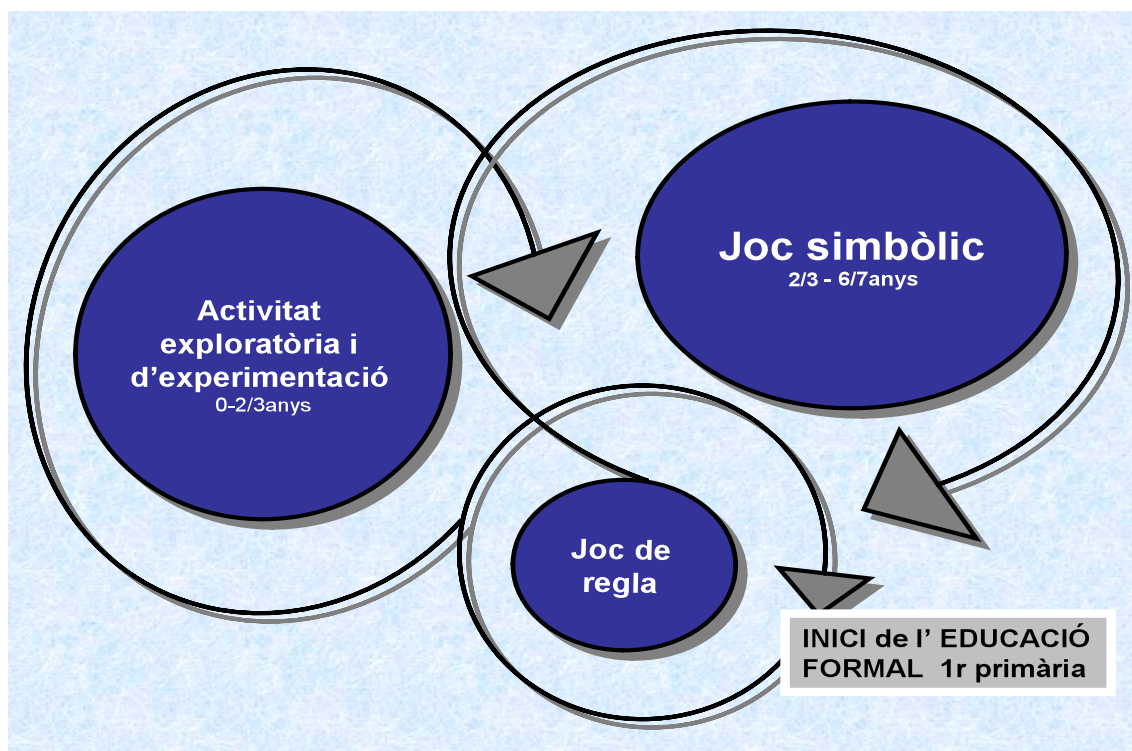 Activitat
exploratòria i
d’experimentació
0-2/3anys
Joc simbòlic
2/3 - 6/7anys
Joc de
regla
INICI de l’ EDUCACIÓ
FORMAL 1r primària